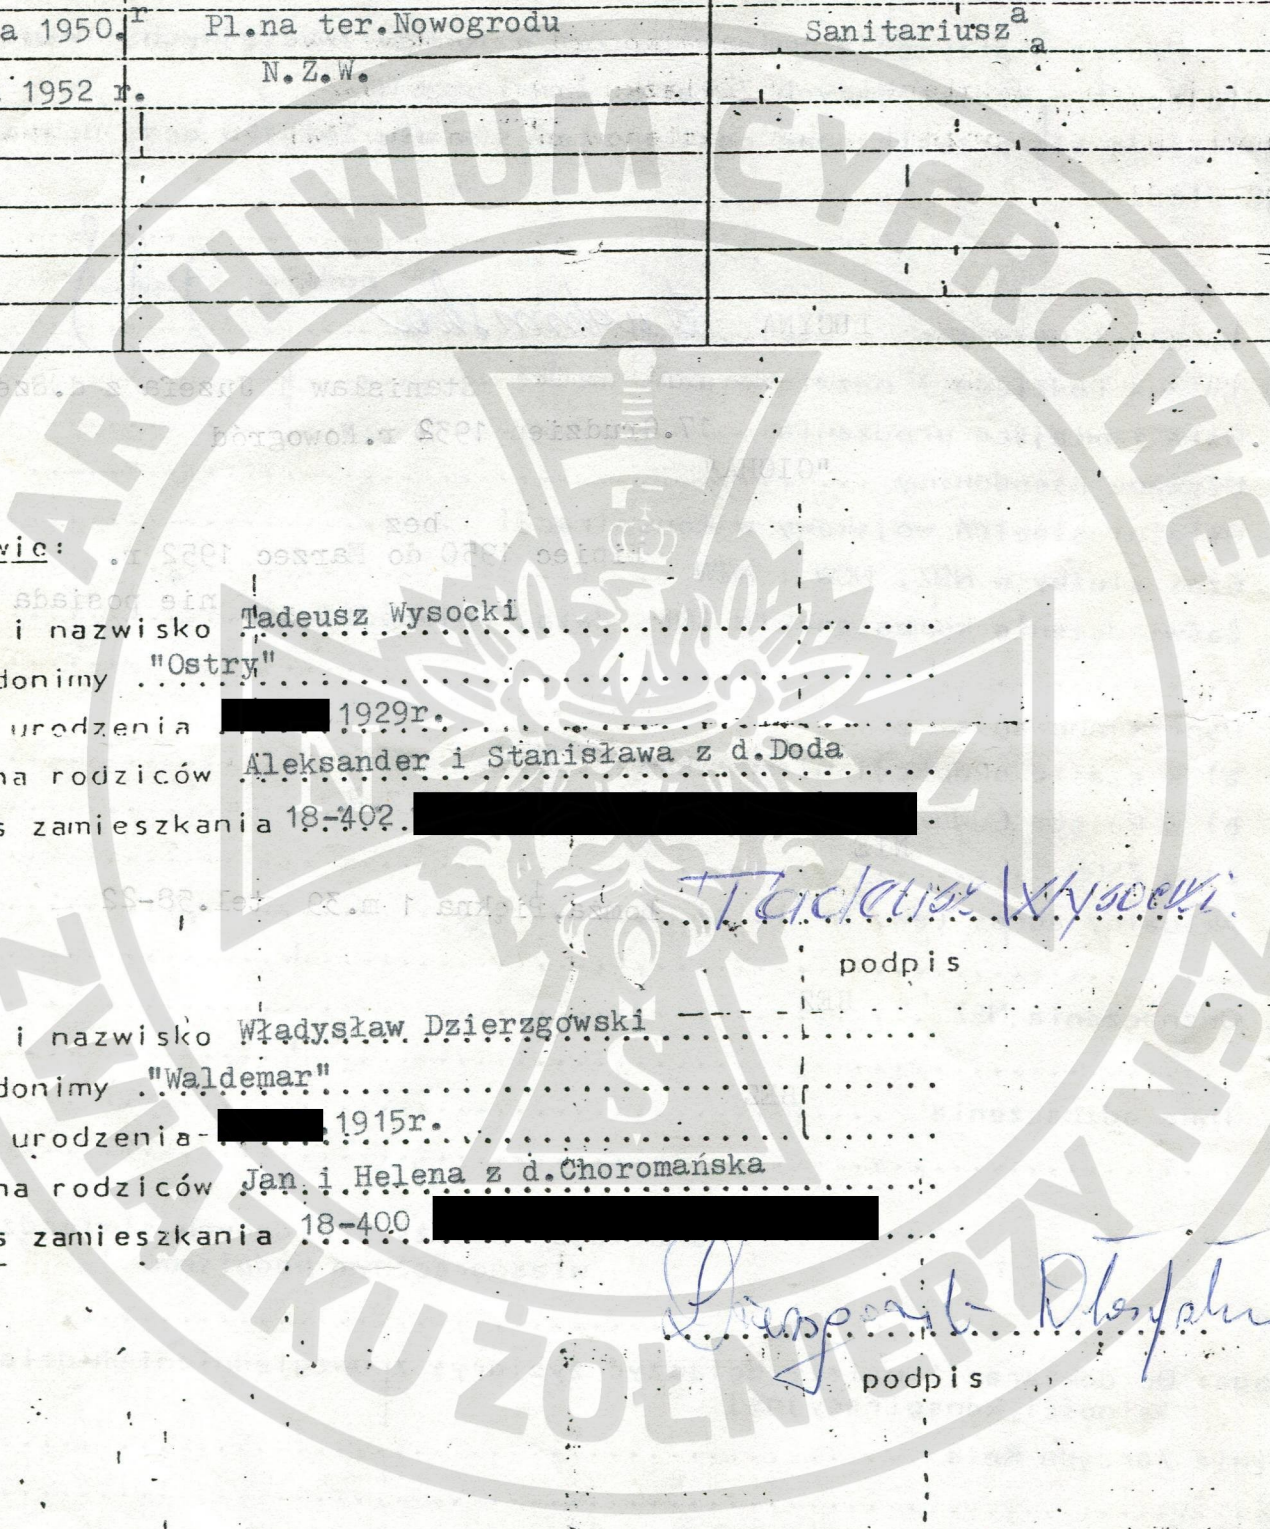 a 1950.r Pl.na ter.Nowogrodu Sanitariusz a
a
N.Z.W.
1952 r.
wie:
i nazwisko Tadeusz Wysocki
donimy "Ostry"
urodzenia 1929r.
na rodziców Aleksander i Stanisława z d.Doda
s zamieszkania 18-402.
Tadeusz Wysocki
podpis
i nazwisko Władysław Dzierzgowski
donimy "Waldemar"
urodzenia- 1915r.
na rodziców Jan i Helena z d.Choromańska
s zamieszkania 18-400
podpis
ARCHIWUM CYFROWE
ZWIĄZKU ŻOŁNIERZY NSZ
N Z
S